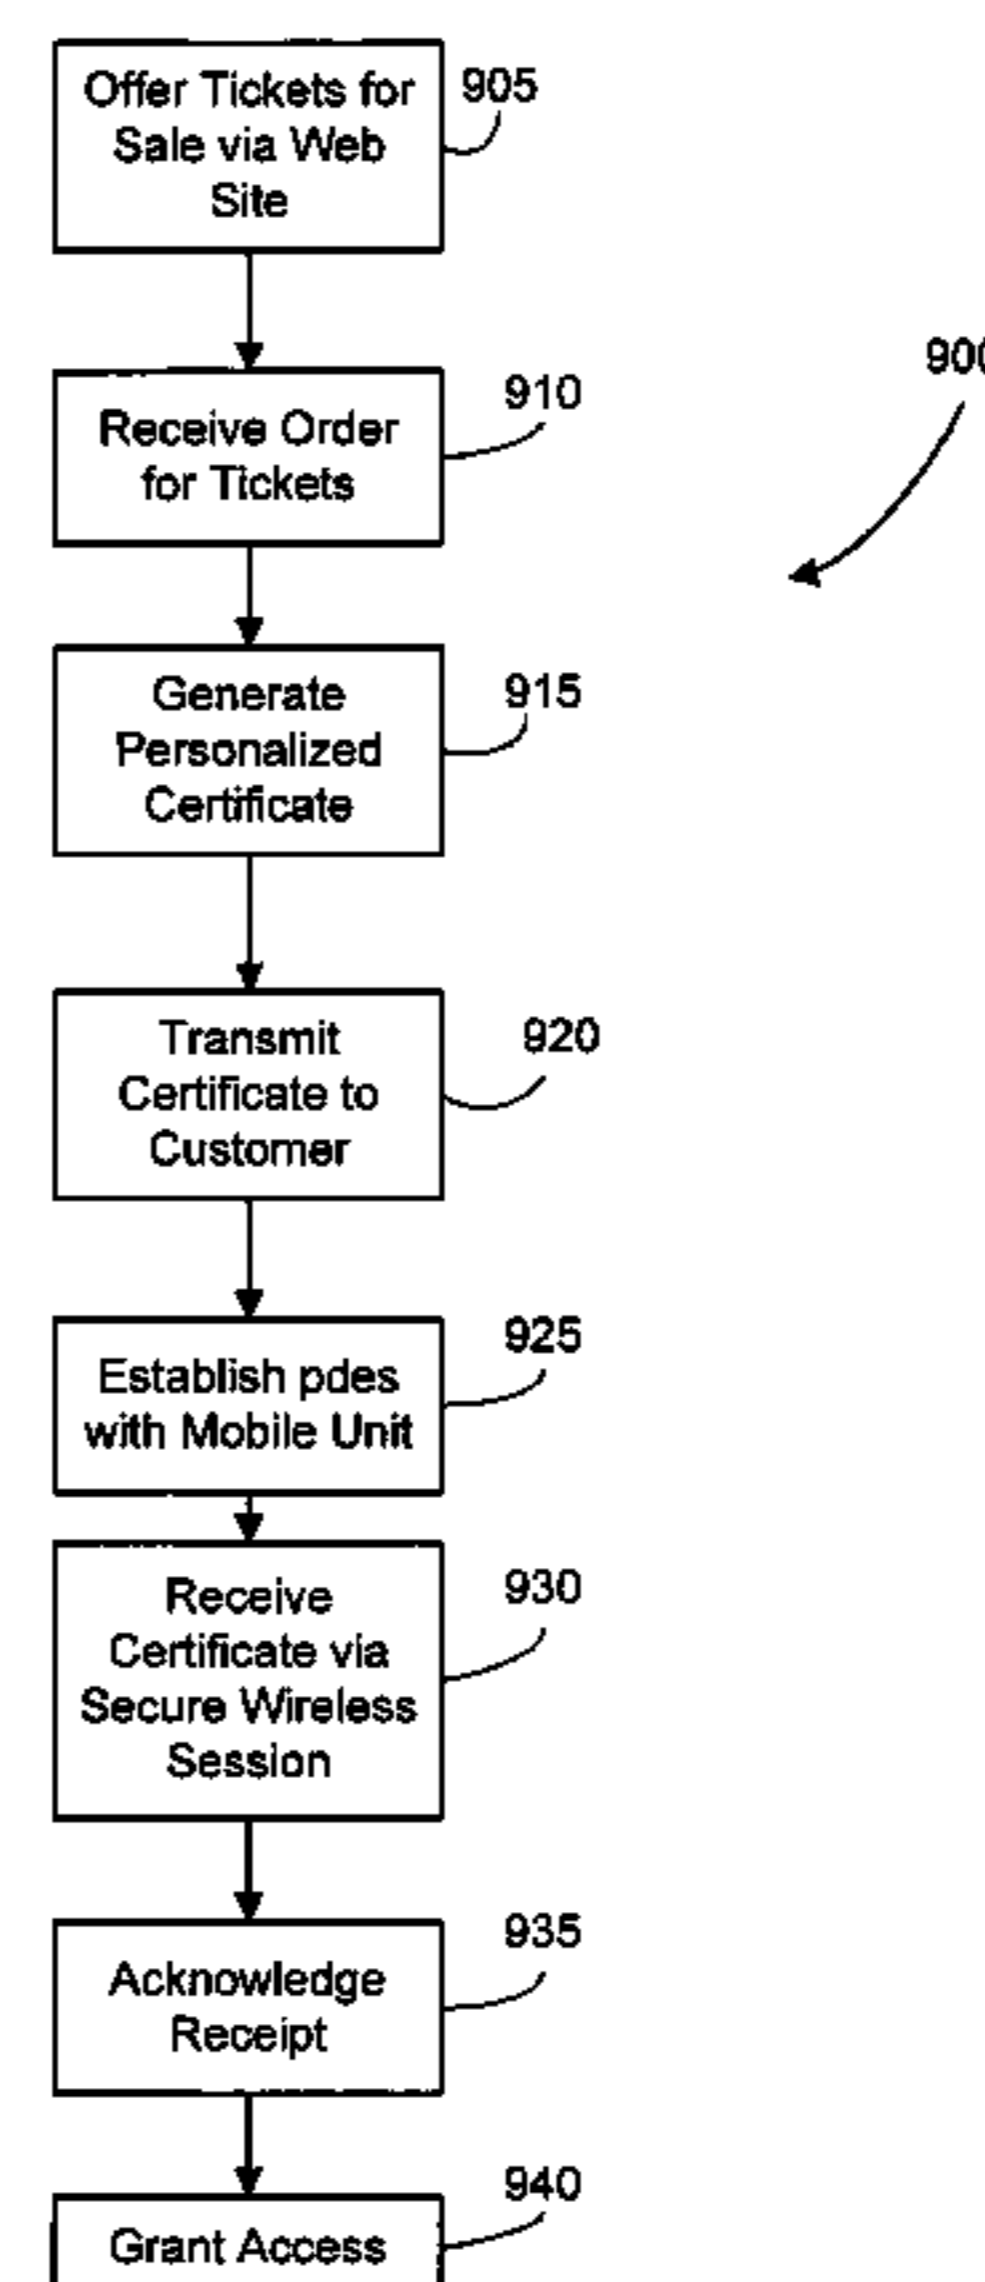 Offer Tickets for
Sale via Web
Site
905
900
Receive Order
for Tickets
910
Generate
Personalized
Certificate
915
Transmit
Certificate to
Customer
920
Establish pdes
with Mobile Unit
925
Receive
Certificate via
Secure Wireless
Session
930
Acknowledge
Receipt
935
Grant Access
940